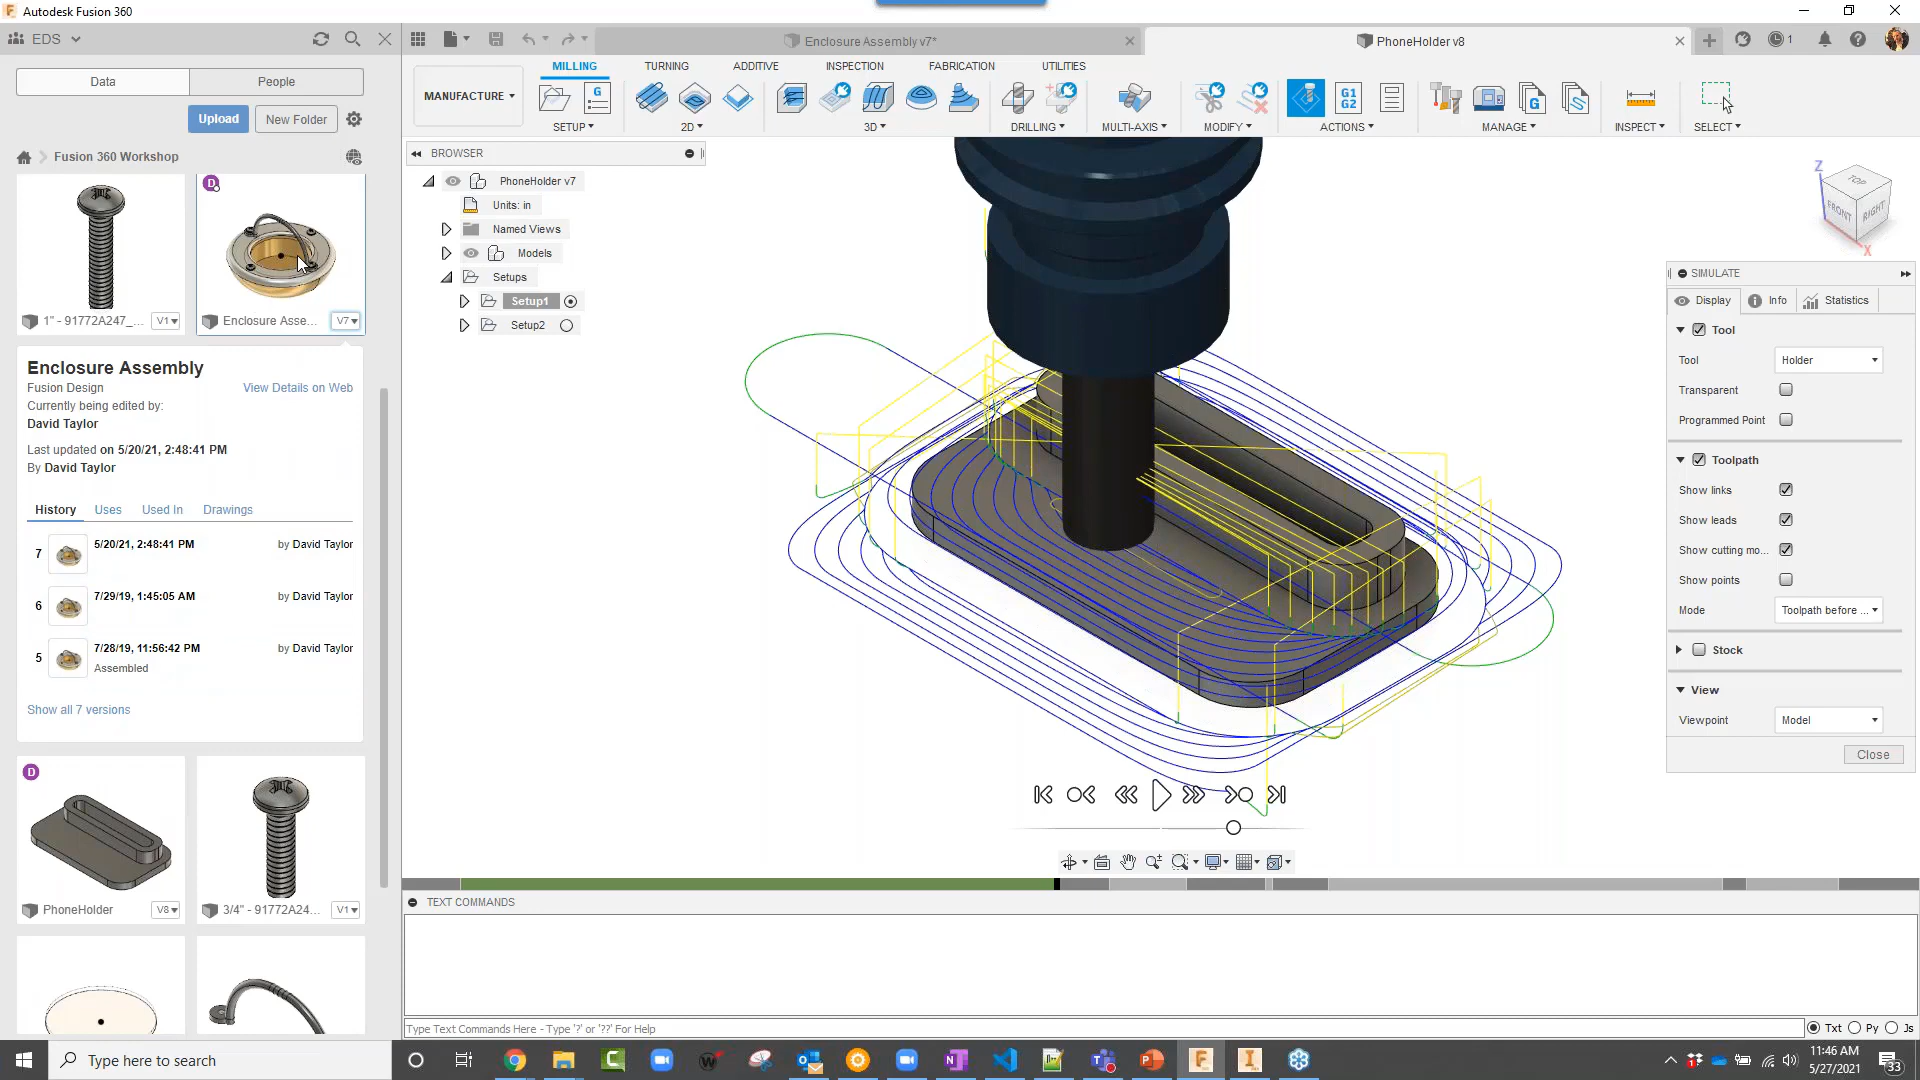 Autodesk Fusion 360
EDS
Enclosure Assembly v7*
PhoneHolder v8
1
Data
People
Upload
New Folder
Fusion 360 Workshop
1" - 91772A247_...
V1
D
Enclosure Asse...
V7
Enclosure Assembly
Fusion Design
View Details on Web
Currently being edited by:
David Taylor
Last updated on 5/20/21, 2:48:41 PM
By David Taylor
History
Uses
Used In
Drawings
7
5/20/21, 2:48:41 PM
by David Taylor
6
7/29/19, 1:45:05 AM
by David Taylor
5
7/28/19, 11:56:42 PM
by David Taylor
Assembled
Show all 7 versions
D
PhoneHolder
V8
3/4" - 91772A24...
V1
MANUFACTURE
MILLING
TURNING
ADDITIVE
INSPECTION
FABRICATION
UTILITIES
G
G1
G2
G
SETUP
2D
3D
DRILLING
MULTI-AXIS
MODIFY
ACTIONS
MANAGE
INSPECT
SELECT
BROWSER
PhoneHolder v7
Units: in
Named Views
Models
Setups
Setup1
Setup2
Z
TOP
FRONT
RIGHT
X
SIMULATE
Display
Info
Statistics
Tool
Tool
Holder
Transparent
Programmed Point
Toolpath
Show links
Show leads
Show cutting mo...
Show points
Mode
Toolpath before ...
Stock
View
Viewpoint
Model
Close
TEXT COMMANDS
Type Text Commands Here - Type '?' or '??' For Help
Txt
Py
Js
Type here to search
11:46 AM
5/27/2021
33